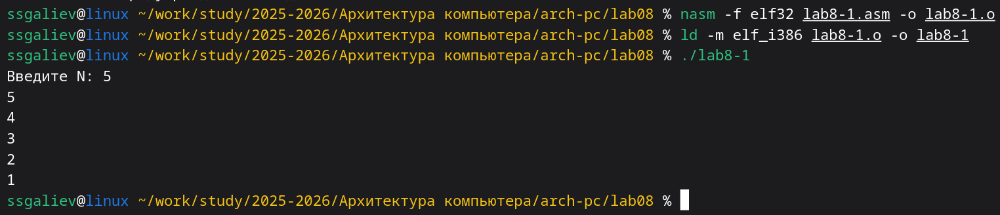 ssgaliev@linux ~/work/study/2025-2026/Архитектура компьютера/arch-pc/lab08 % nasm -f elf32 lab8-1.asm -o lab8-1.o
ssgaliev@linux ~/work/study/2025-2026/Архитектура компьютера/arch-pc/lab08 % ld -m elf_i386 lab8-1.o -o lab8-1
ssgaliev@linux ~/work/study/2025-2026/Архитектура компьютера/arch-pc/lab08 % ./lab8-1
Введите N: 5
5
4
3
2
1
ssgaliev@linux ~/work/study/2025-2026/Архитектура компьютера/arch-pc/lab08 %